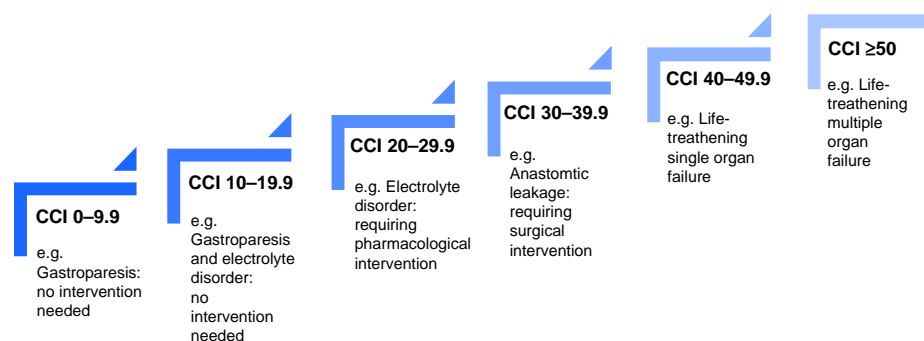 CCI 0–9.9
e.g.
Gastroparesis:
no intervention
needed
CCI 10–19.9
e.g.
Gastroparesis
and electrolyte
disorder:
no
intervention
needed
CCI 20–29.9
e.g. Electrolyte
disorder:
requiring
pharmacological
intervention
CCI 30–39.9
e.g.
Anastomtic
leakage:
requiring
surgical
intervention
CCI 40–49.9
e.g. Life-
treathening
single organ
failure
CCI ≥50
e.g. Life-
treathening
multiple
organ
failure